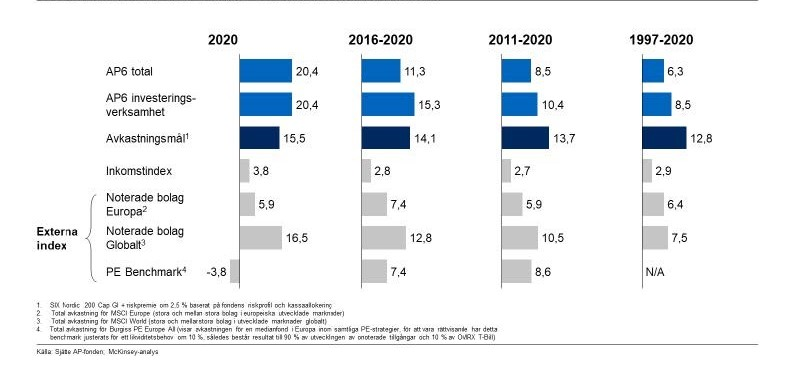 2020 2016-2020 2011-2020 1997-2020
AP6 total 20,4 11,3 8,5 6,3
AP6 investerings-
verksamhet 20,4 15,3 10,4 8,5
Avkastningsmål1 15,5 14,1 13,7 12,8
Inkomstindex 3,8 2,8 2,7 2,9
Externa
index
Noterade bolag
Europa2 5,9 7,4 5,9 6,4
Noterade bolag
Globalt3 16,5 12,8 10,5 7,5
PE Benchmark4 -3,8 7,4 8,6 N/A
1. SIX Nordic 200 Cap GI + riskpremie om 2,5 % baserat på fondens riskprofil och kassaallokering
2. Total avkastning för MSCI Europe (stora och mellan stora bolag i europeiska utvecklade marknader)
3. Total avkastning för MSCI World (stora och mellanstora bolag i utvecklade marknader globalt)
4. Total avkastning för Burgiss PE Europe All (visar avkastningen för en medianfond i Europa inom samtliga PE-strategier, för att vara rättvisande har detta
benchmark justerats för ett likviditetsbehov om 10 %, således består resultat till 90 % av utvecklingen av onoterade tillgångar och 10 % av OMRX T-Bill)
Källa: Sjätte AP-fonden; McKinsey-analys